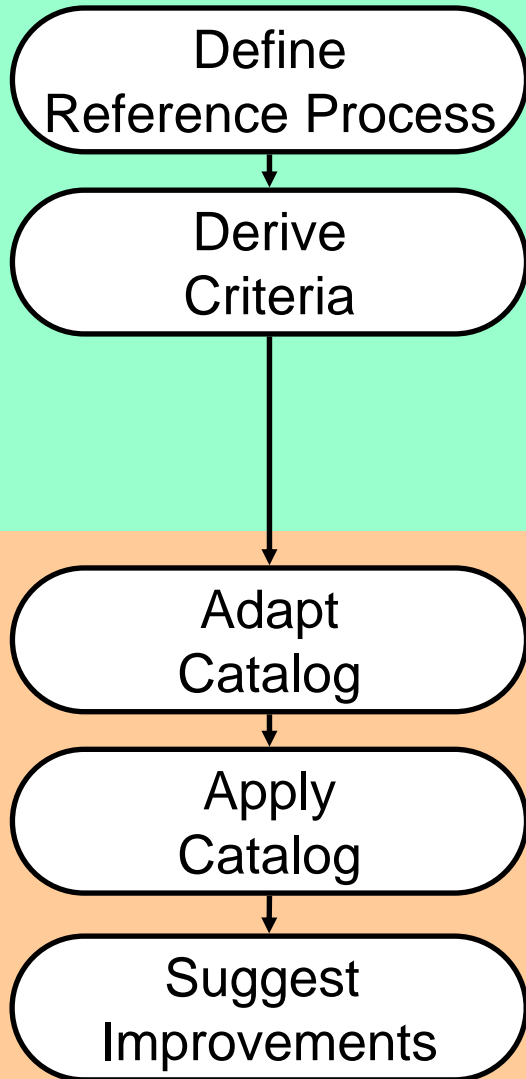 Define
Reference Process
Derive
Criteria
Adapt
Catalog
Apply
Catalog
Suggest
Improvements